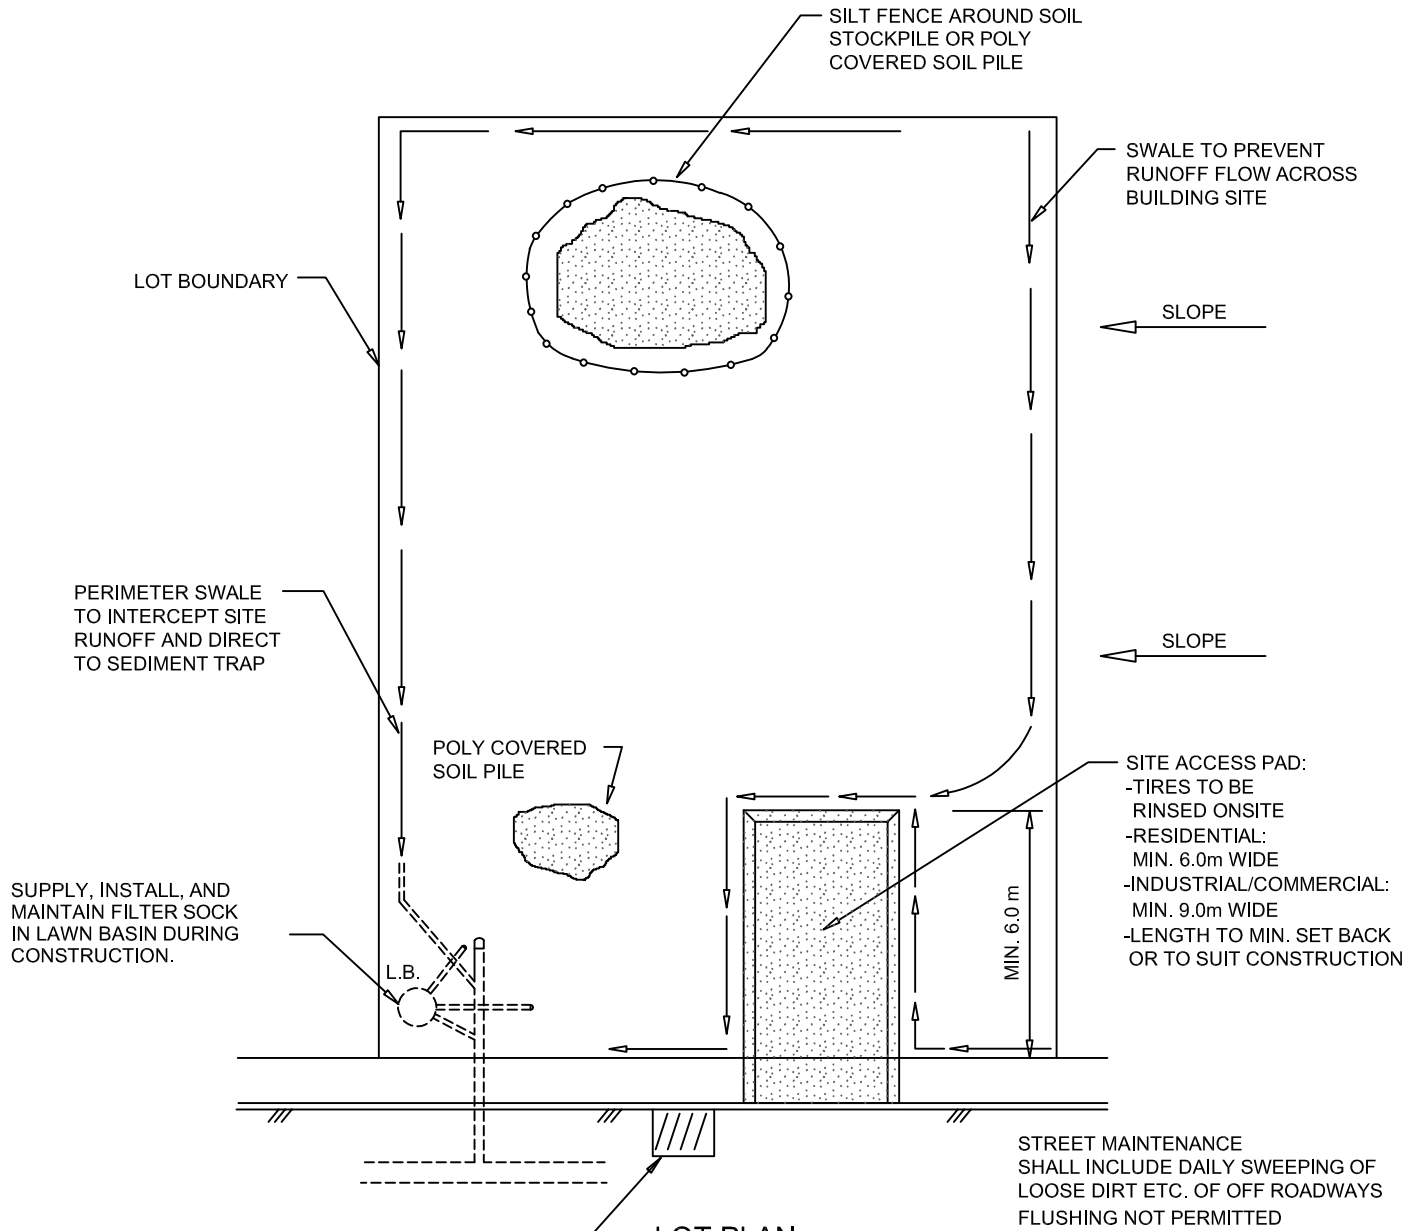 SILT FENCE AROUND SOIL
STOCKPILE OR POLY
COVERED SOIL PILE
SWALE TO PREVENT
RUNOFF FLOW ACROSS
BUILDING SITE
LOT BOUNDARY
SLOPE
PERIMETER SWALE
TO INTERCEPT SITE
RUNOFF AND DIRECT
TO SEDIMENT TRAP
SLOPE
POLY COVERED
SOIL PILE
SITE ACCESS PAD:
-TIRES TO BE
RINSED ONSITE
-RESIDENTIAL:
MIN. 6.0m WIDE
-INDUSTRIAL/COMMERCIAL:
MIN. 9.0m WIDE
-LENGTH TO MIN. SET BACK
OR TO SUIT CONSTRUCTION
SUPPLY, INSTALL, AND
MAINTAIN FILTER SOCK
IN LAWN BASIN DURING
CONSTRUCTION.
L.B.
MIN. 6.0 m
STREET MAINTENANCE
SHALL INCLUDE DAILY SWEEPING OF
LOOSE DIRT ETC. OF OFF ROADWAYS
FLUSHING NOT PERMITTED
LOT PLAN